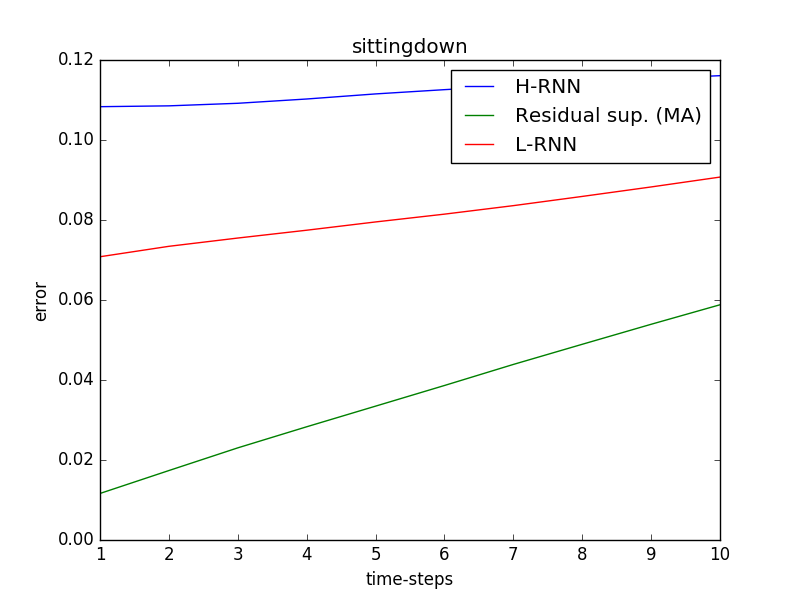 sittingdown
0.12
0.10
0.08
0.06
0.04
0.02
0.00
error
H-RNN
Residual sup. (MA)
L-RNN
1 2 3 4 5 6 7 8 9 10
time-steps